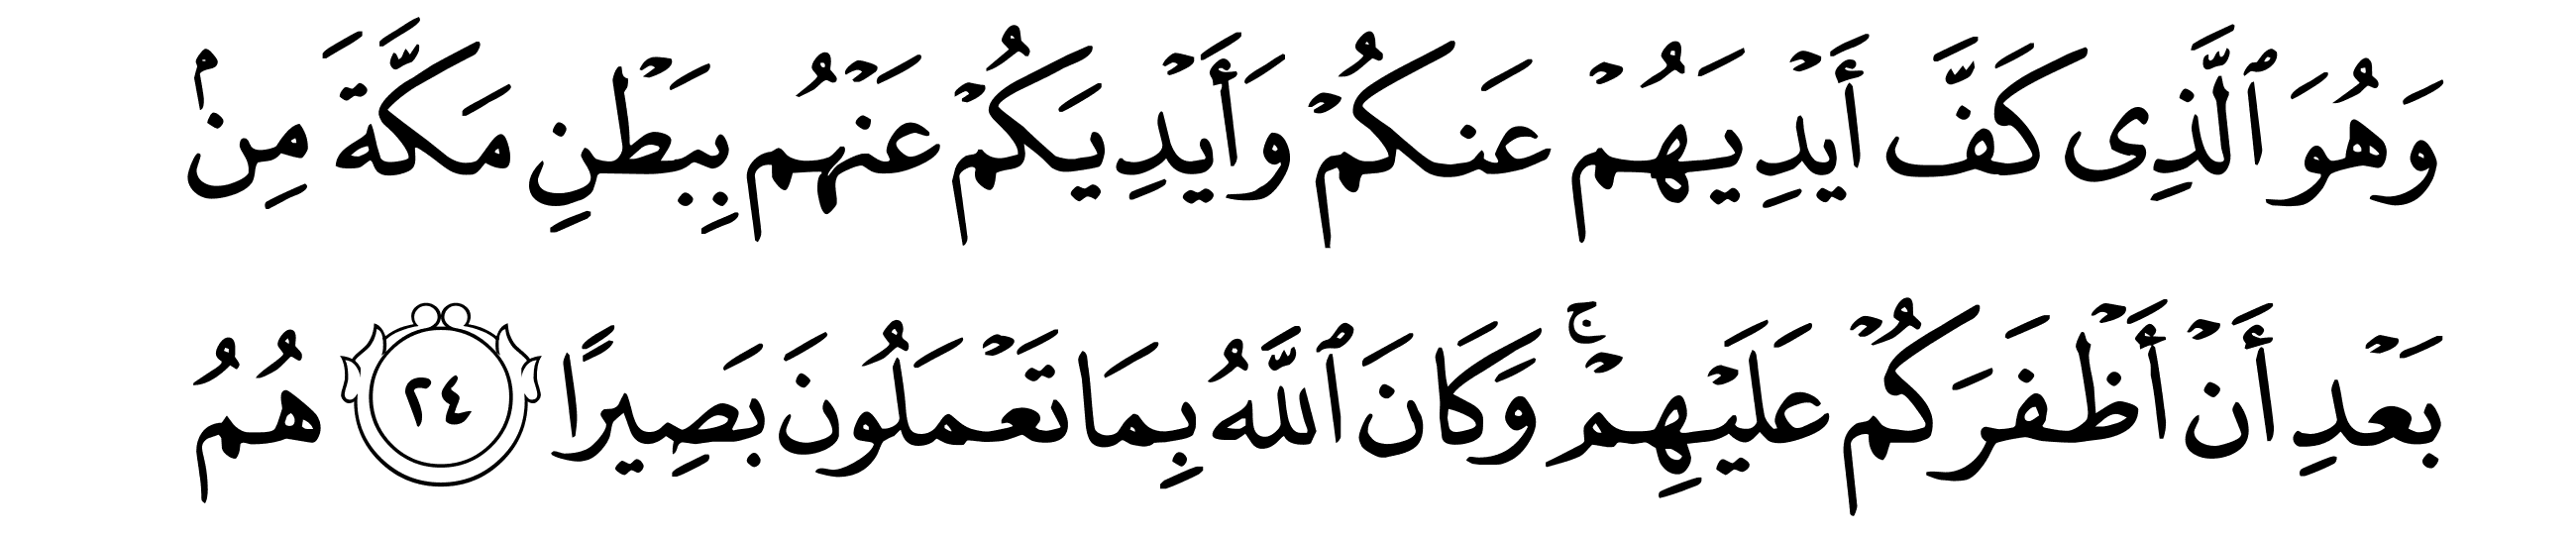 وَهُوَ ٱلَّذِى كَفَّ أَيْدِيَهُمْ عَنكُمْ وَأَيْدِيَكُمْ عَنْهُم بِبَطْنِ مَكَّةَ مِنۢ
بَعْدِ أَنْ أَظْفَرَكُمْ عَلَيْهِمْ ۚ وَكَانَ ٱللَّهُ بِمَا تَعْمَلُونَ بَصِيرًا ٢٤ هُمُ